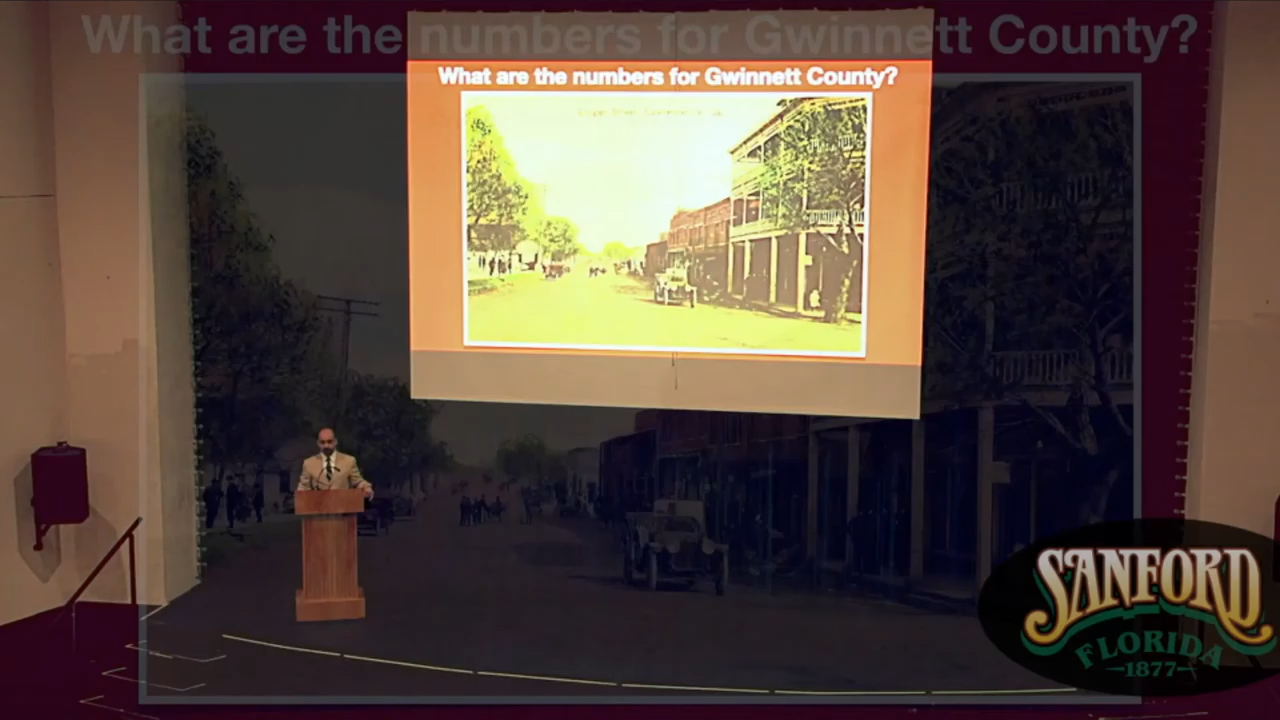 What are the numbers for Gwinnett County?
What are the numbers for Gwinnett County?
SANFORD
FLORIDA
1877